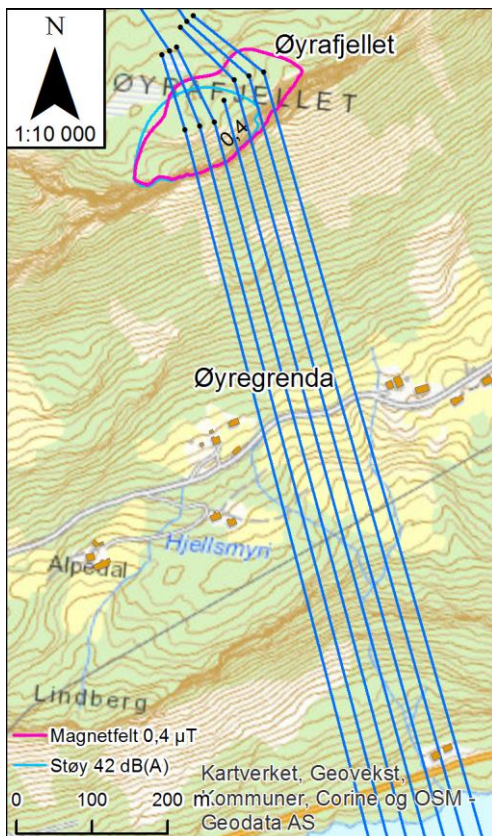 N
1:10 000
Øyrafjellet
ØYRAFJELLET
0,4
Øyregrenda
Hjellsmyri
Alpedal
Lindberg
Magnetfelt 0,4 µT
Støy 42 dB(A)
0 100 200 m
Kartverket, Geovekst,
Kommuner, Corine og OSM -
Geodata AS